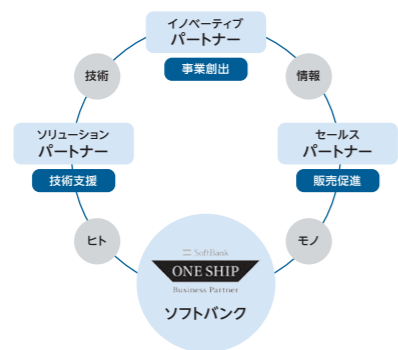 イノベーティブ
パートナー
事業創出
技術
情報
ソリューション
パートナー
技術支援
セールス
パートナー
販売促進
ヒト
モノ
SoftBank
ONE SHIP
Business Partner
ソフトバンク